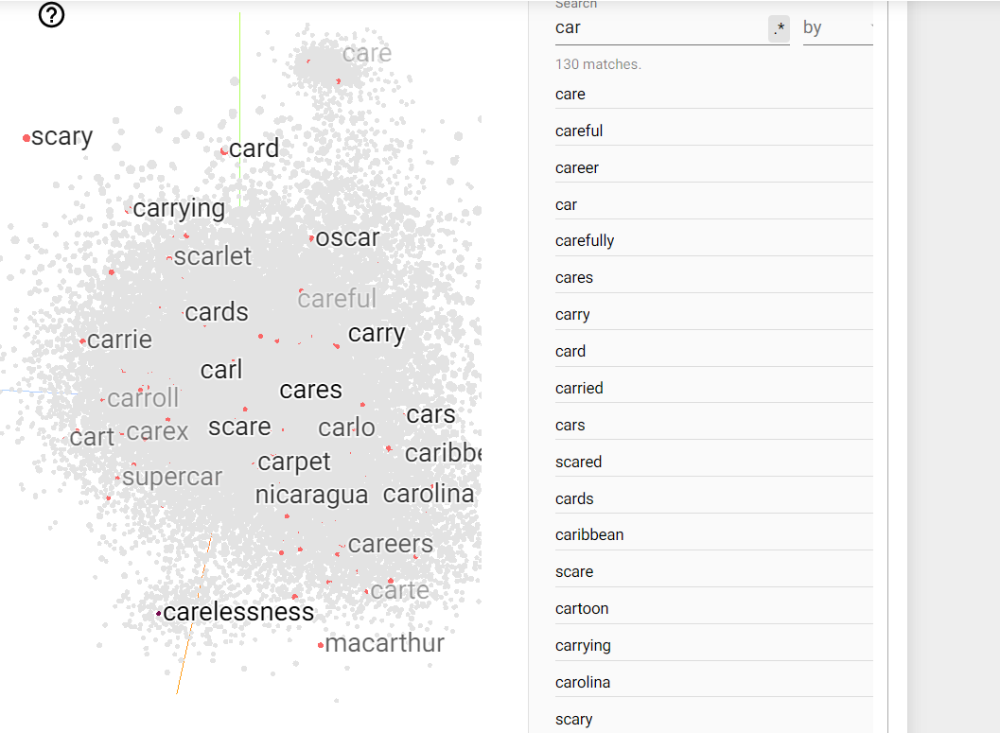 ?
care
scary
card
carrying
oscar
scarlet
careful
cards
carry
carrie
carl
cares
carroll
cars
scare
carlo
cart
carex
caribbe
carpet
supercar
nicaragua
carolina
careers
carte
carelessness
macarthur
Search
car
.*
by
130 matches.
care
careful
career
car
carefully
cares
carry
card
carried
cars
scared
cards
caribbean
scare
cartoon
carrying
carolina
scary